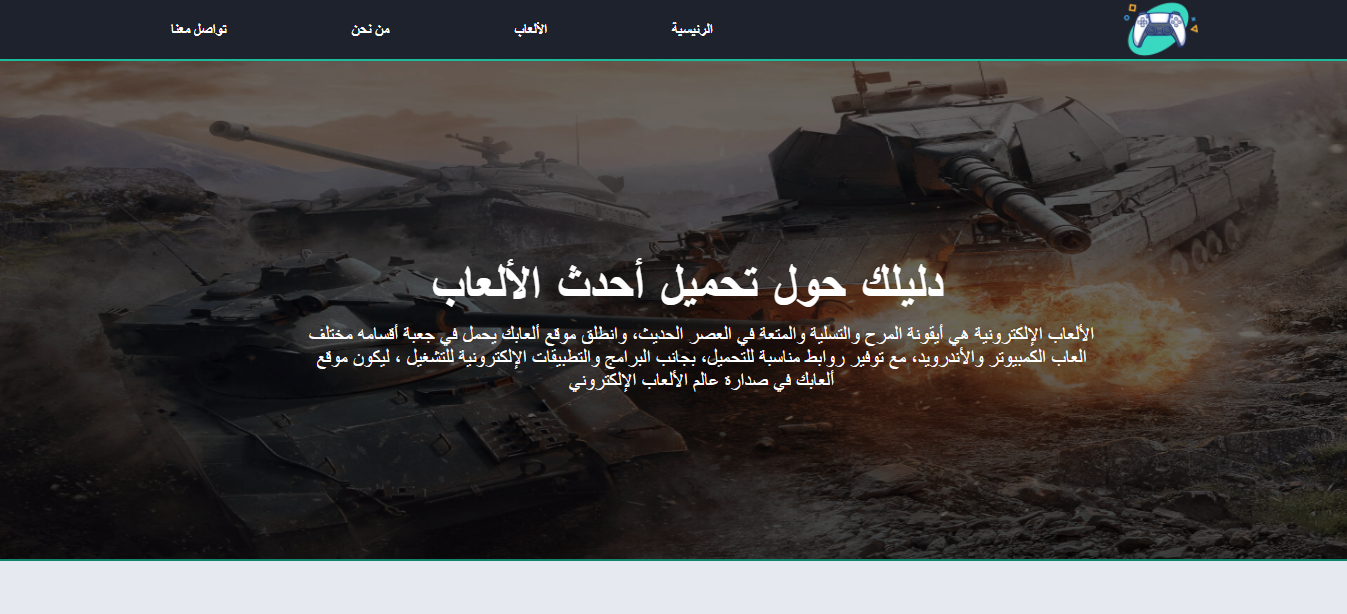 الرئيسية
الألعاب
من نحن
تواصل معنا
دليلك حول تحميل أحدث الألعاب
الألعاب الإلكترونية هي أيقونة المرح والتسلية والمتعة في العصر الحديث، وانطلق موقع ألعابك يحمل في جعبة أقسامه مختلف
العاب الكمبيوتر والأندرويد، مع توفير روابط مناسبة للتحميل، بجانب البرامج والتطبيقات الإلكترونية للتشغيل ، ليكون موقع
ألعابك في صدارة عالم الألعاب الإلكتروني